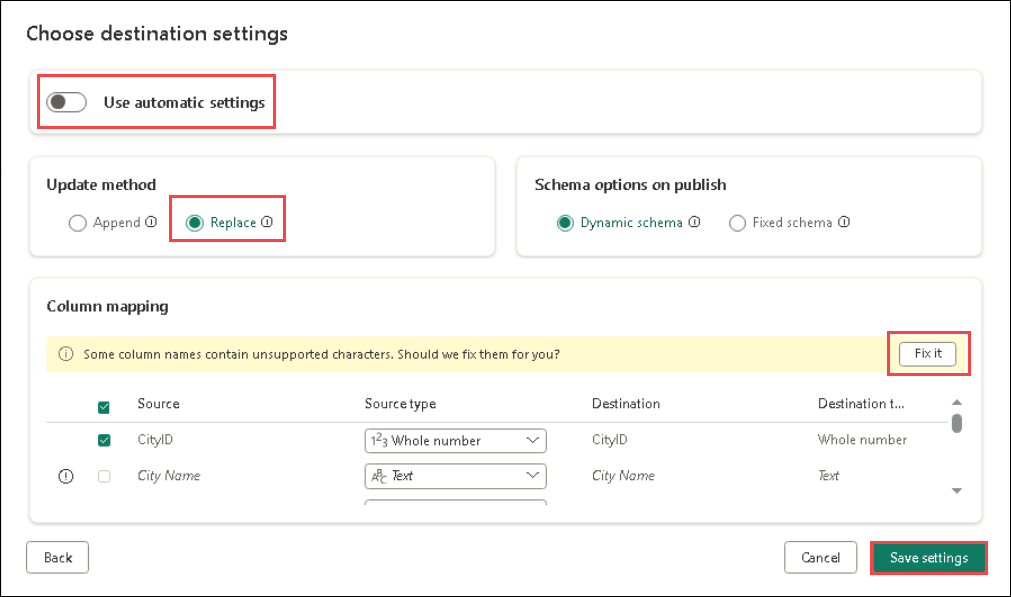 Choose destination settings
Use automatic settings
Update method
Append Replace
Schema options on publish
Dynamic schema Fixed schema
Column mapping
Some column names contain unsupported characters. Should we fix them for you? Fix it
Source Source type Destination Destination t...
CityID 123 Whole number CityID Whole number
City Name ABC Text City Name Text
Back Cancel Save settings